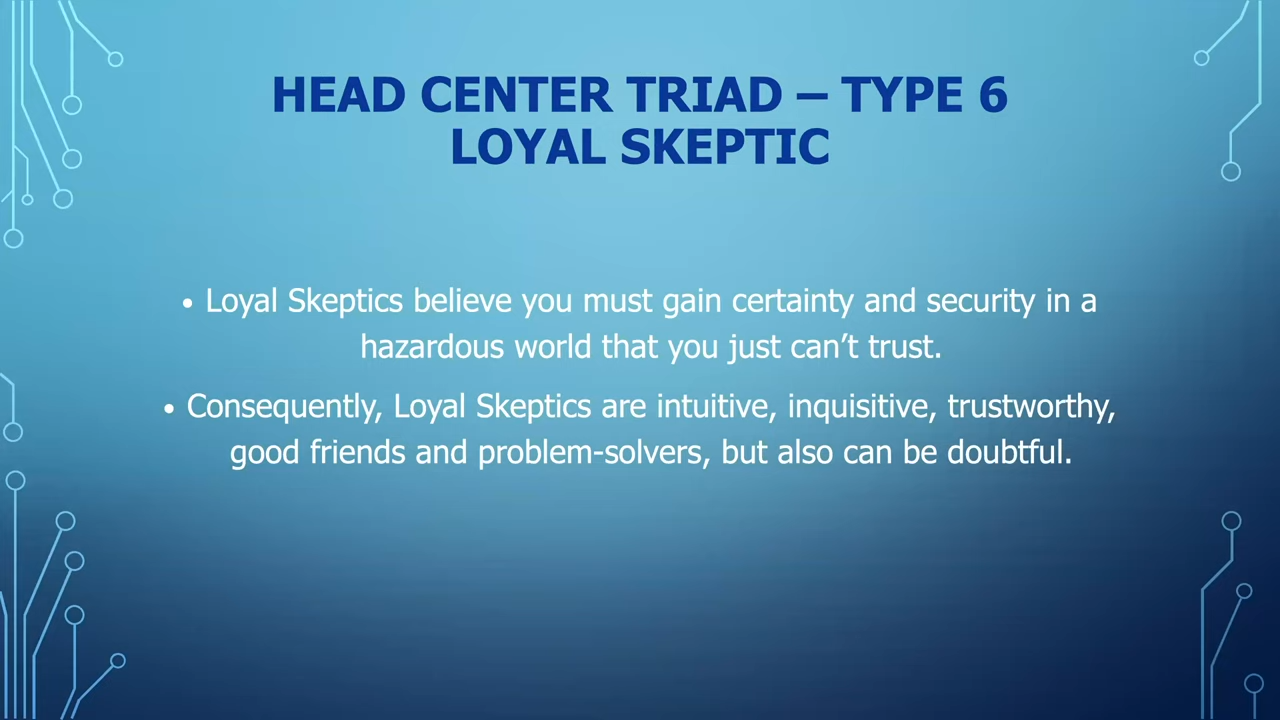 HEAD CENTER TRIAD – TYPE 6
LOYAL SKEPTIC
• Loyal Skeptics believe you must gain certainty and security in a
hazardous world that you just can’t trust.
• Consequently, Loyal Skeptics are intuitive, inquisitive, trustworthy,
good friends and problem-solvers, but also can be doubtful.